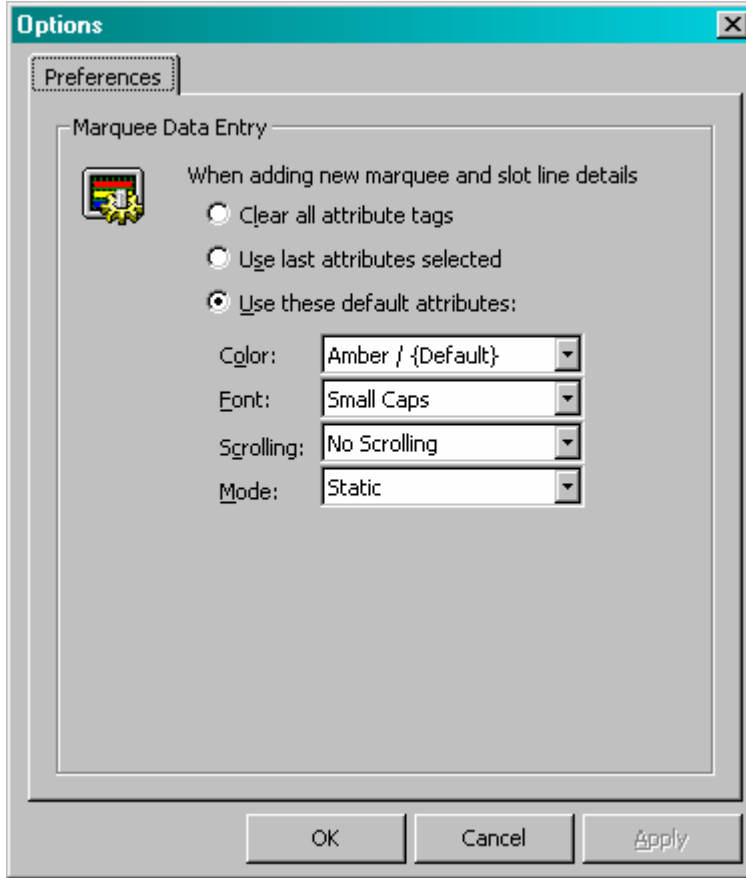 Options
Preferences
Marquee Data Entry
When adding new marquee and slot line details
Clear all attribute tags
Use last attributes selected
Use these default attributes:
Color: Amber / {Default}
Font: Small Caps
Scrolling: No Scrolling
Mode: Static
OK Cancel Apply